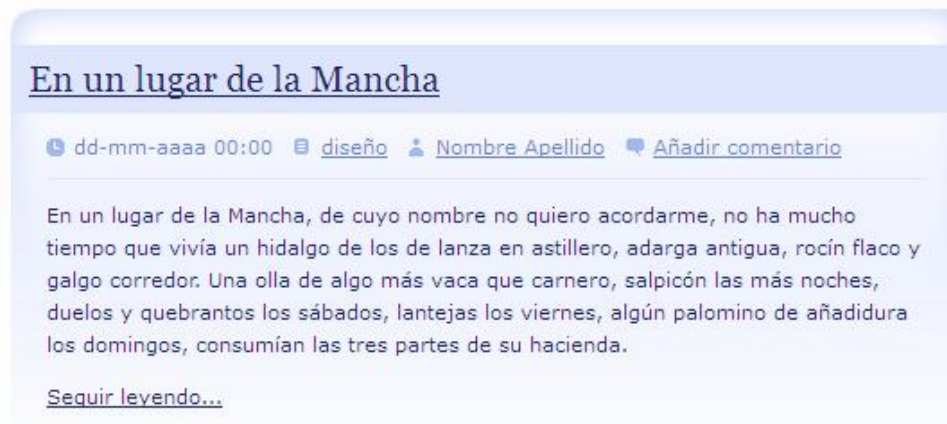 En un lugar de la Mancha
dd-mm-aaaa 00:00 diseño Nombre Apellido Añadir comentario
En un lugar de la Mancha, de cuyo nombre no quiero acordarme, no ha mucho
tiempo que vivía un hidalgo de los de lanza en astillero, adarga antigua, rocín flaco y
galgo corredor. Una olla de algo más vaca que carnero, salpicón las más noches,
duelos y quebrantos los sábados, lantejas los viernes, algún palomino de añadidura
los domingos, consumían las tres partes de su hacienda.
Seguir leyendo...